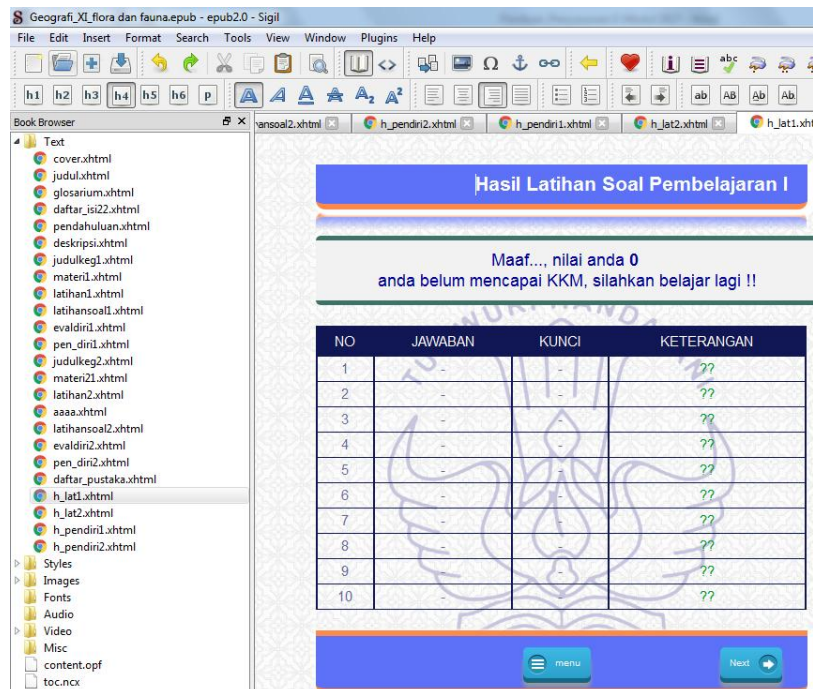 Geografi_XI_flora dan fauna.epub - epub2.0 - Sigil
File Edit Insert Format Search Tools View Window Plugins Help
h1 h2 h3 h4 h5 h6 P A A A A A₂ A² ab AB Ab Ab
Book Browser
ansoal2.xhtml h_pendiri2.xhtml h_pendiri1.xhtml h_lat2.xhtml h_lat1.xht
Text
cover.xhtml
judul.xhtml
glosarium.xhtml
daftar_isi22.xhtml
pendahuluan.xhtml
deskripsi.xhtml
judulkeg1.xhtml
materi1.xhtml
latihan1.xhtml
latihansoal1.xhtml
evaldiri1.xhtml
pen_diri1.xhtml
judulkeg2.xhtml
materi21.xhtml
latihan2.xhtml
aaaa.xhtml
latihansoal2.xhtml
evaldiri2.xhtml
pen_diri2.xhtml
daftar_pustaka.xhtml
h_lat1.xhtml
h_lat2.xhtml
h_pendiri1.xhtml
h_pendiri2.xhtml
Styles
Images
Fonts
Audio
Video
Misc
content.opf
toc.ncx
Hasil Latihan Soal Pembelajaran I
Maaf..., nilai anda 0
anda belum mencapai KKM, silahkan belajar lagi !!
NO JAWABAN KUNCI KETERANGAN
1 - - ??
2 - - ??
3 - - ??
4 - - ??
5 - - ??
6 - - ??
7 - - ??
8 - - ??
9 - - ??
10 - - ??
menu Next